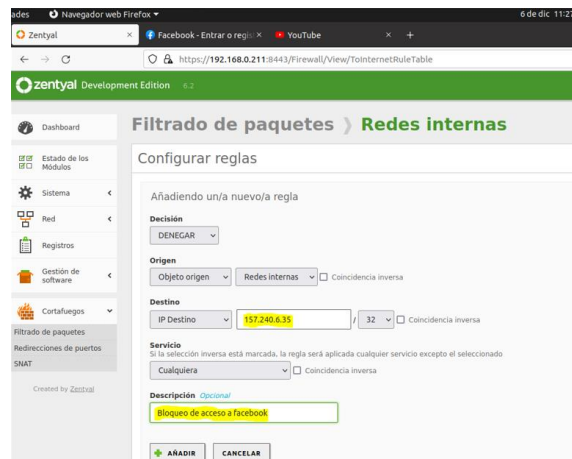 ades Navegador web Firefox 6 de dic 11:27
Zentyal × Facebook - Entrar o regis × YouTube × +
https://192.168.0.211:8443/Firewall/View/ToInternetRuleTable
zentyal Development Edition 6.2
Dashboard
Estado de los Módulos
Sistema
Red
Registros
Gestión de software
Cortafuegos
Filtrado de paquetes
Redirecciones de puertos
SNAT
Created by Zentyal
Filtrado de paquetes Redes internas
Configurar reglas
Añadiendo un/a nuevo/a regla
Decisión
DENEGAR
Origen
Objeto origen Redes internas Coincidencia inversa
Destino
IP Destino 157.240.6.35 / 32 Coincidencia inversa
Servicio
Si la selección inversa está marcada, la regla será aplicada cualquier servicio excepto el seleccionado
Cualquiera Coincidencia inversa
Descripción Opcional
Bloqueo de acceso a facebook
+ AÑADIR CANCELAR